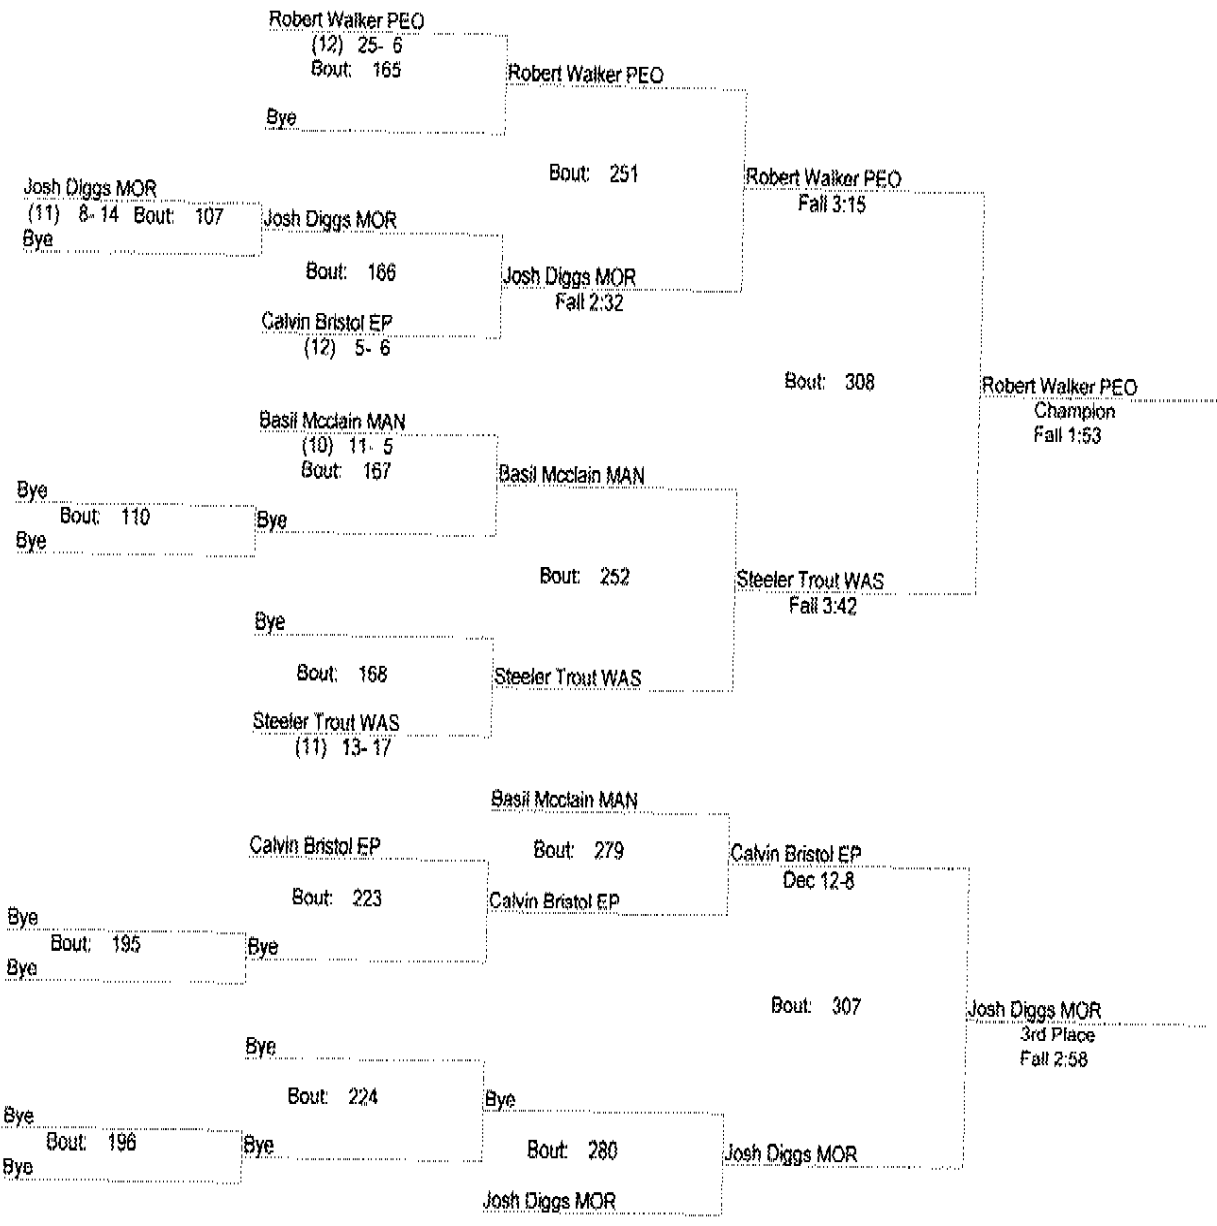 Robert Walker PEO
(12) 25- 6
Bout: 165
Robert Walker PEO
Bye
Bout: 251
Robert Walker PEO
Fall 3:15
Josh Diggs MOR
(11) 8- 14 Bout: 107
Bye
Josh Diggs MOR
Bout: 166
Josh Diggs MOR
Fall 2:32
Calvin Bristol EP
(12) 5- 6
Bout: 308
Robert Walker PEO
Champion
Fall 1:53
Basil Mcclain MAN
(10) 11- 5
Bout: 167
Basil Mcclain MAN
Bye
Bout: 110
Bye
Bye
Bout: 252
Steeler Trout WAS
Fall 3:42
Bye
Bout: 168
Steeler Trout WAS
Steeler Trout WAS
(11) 13- 17
Basil Mcclain MAN
Calvin Bristol EP
Bout: 279
Calvin Bristol EP
Dec 12-8
Bout: 223
Calvin Bristol EP
Bye
Bout: 195
Bye
Bye
Bout: 307
Josh Diggs MOR
3rd Place
Fall 2:58
Bye
Bout: 224
Bye
Bye
Bout: 196
Bye
Bye
Bout: 280
Josh Diggs MOR
Josh Diggs MOR